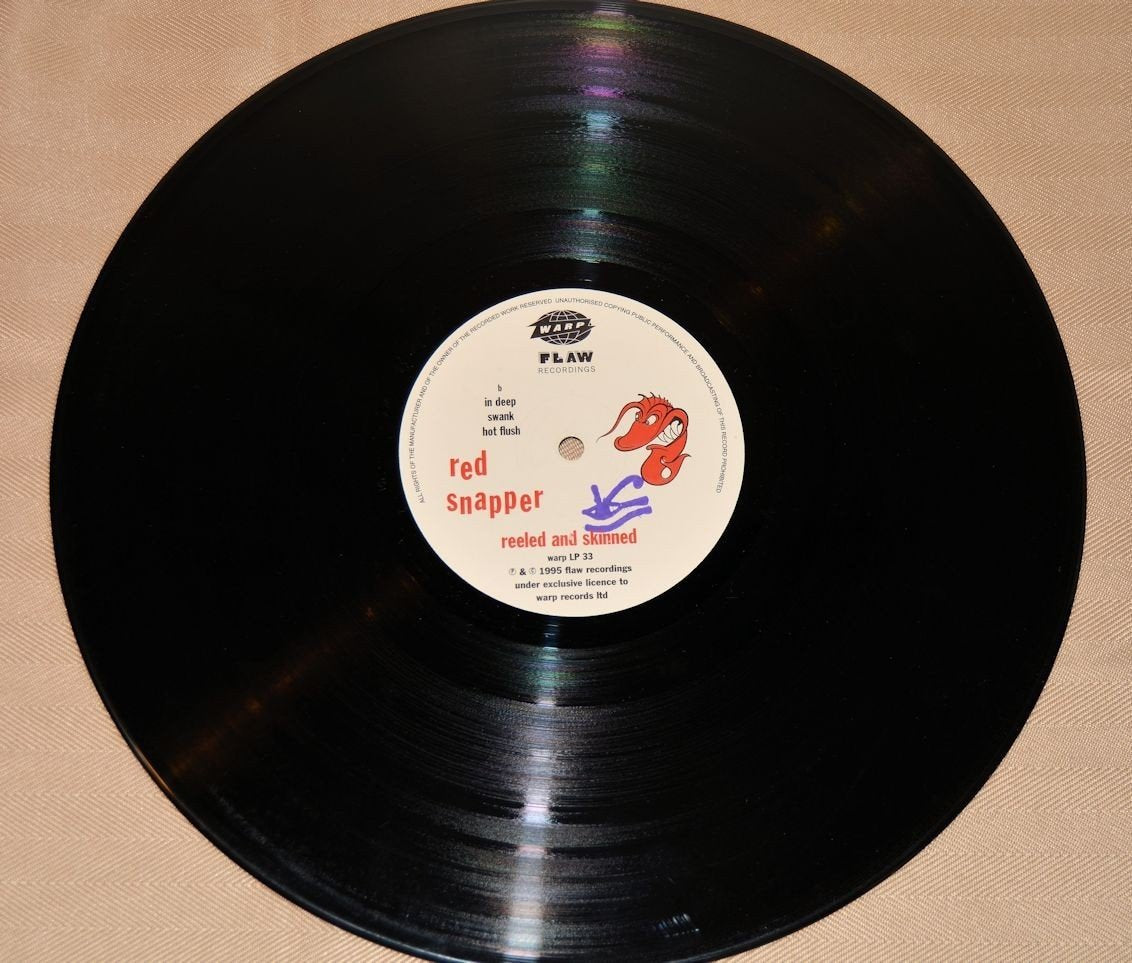 ALL RIGHTS OF THE MANUFACTURER AND OF THE OWNER OF THE RECORDED WORK RESERVED UNAUTHORISED COPYING PUBLIC PERFORMANCE AND BROADCASTING OF THIS RECORD PROHIBITED
WARP
FLAW
RECORDINGS
b
in deep
swank
hot flush
red
snapper
reeled and skinned
warp LP 33
℗ & © 1995 flaw recordings
under exclusive licence to
warp records ltd